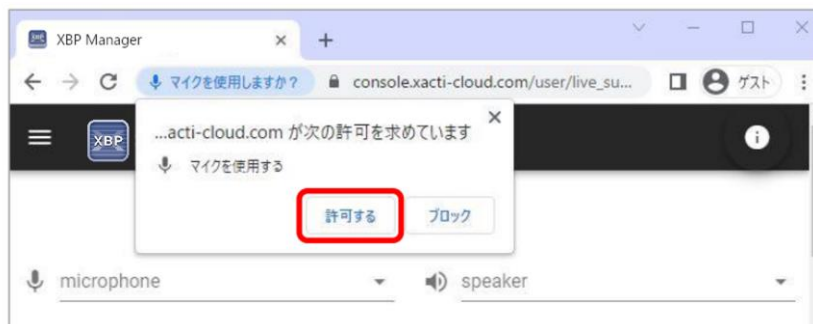 XBP Manager
マイクを使用しますか？ console.xacti-cloud.com/user/live_su... ゲスト
XBP
...acti-cloud.com が次の許可を求めています
マイクを使用する
許可する ブロック
microphone speaker